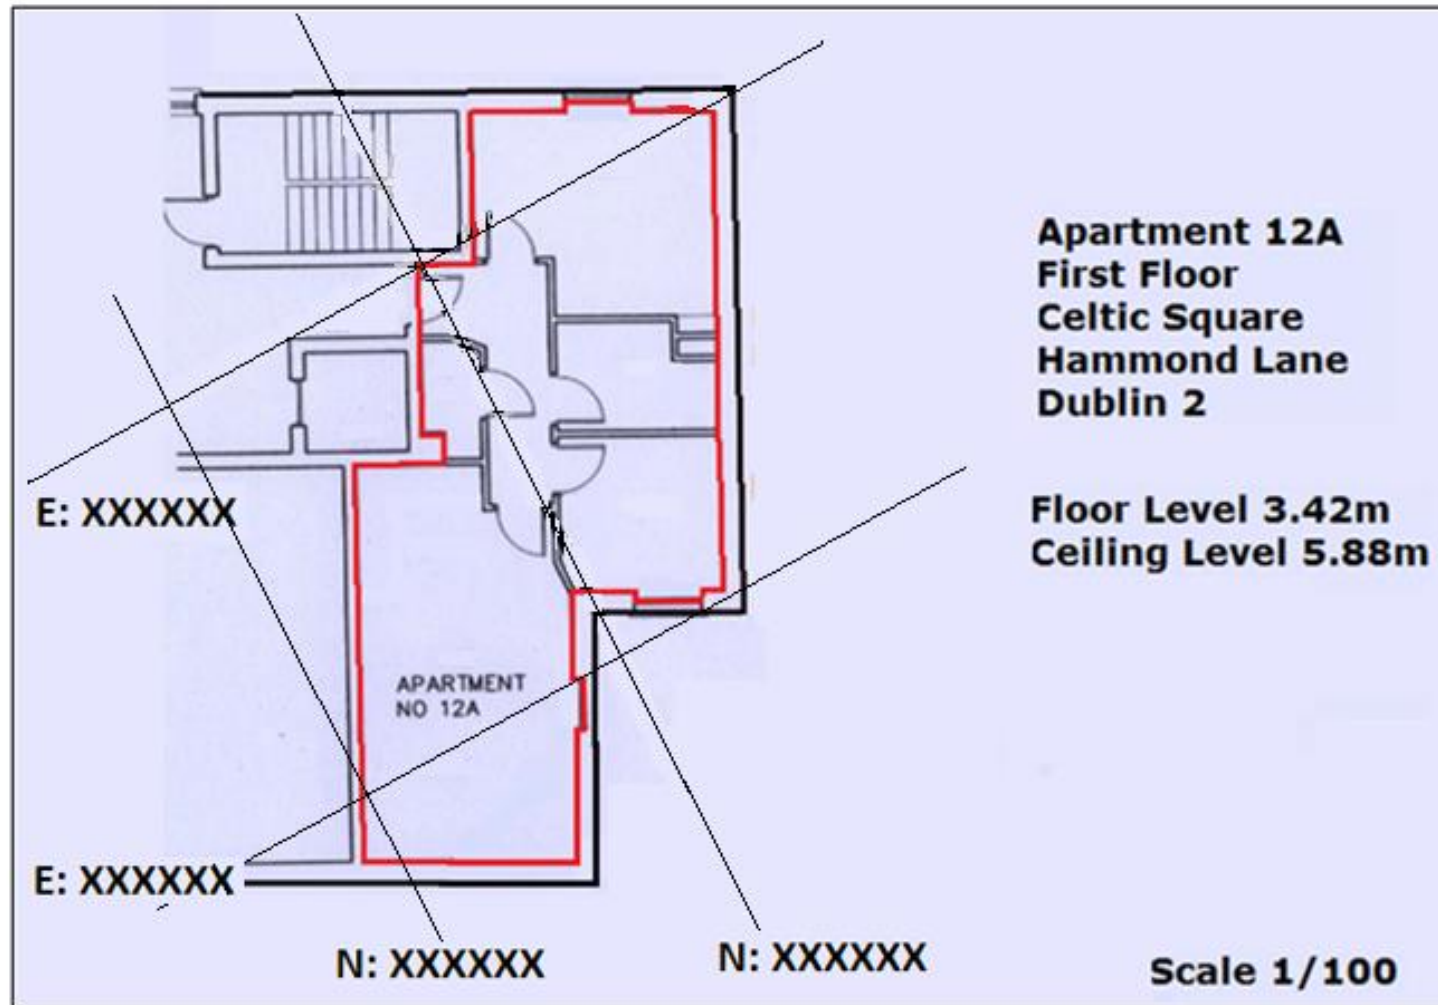 Apartment 12A
First Floor
Celtic Square
Hammond Lane
Dublin 2
Floor Level 3.42m
Ceiling Level 5.88m
E: XXXXXX
APARTMENT
NO 12A
E: XXXXXX
N: XXXXXX
N: XXXXXX
Scale 1/100